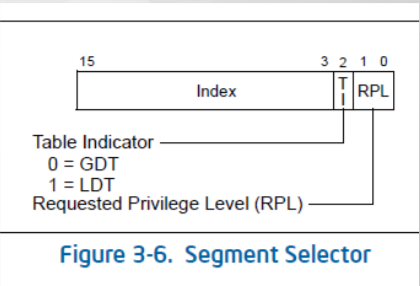 15 3 2 1 0
Index TI RPL
Table Indicator
0 = GDT
1 = LDT
Requested Privilege Level (RPL)
Figure 3-6. Segment Selector